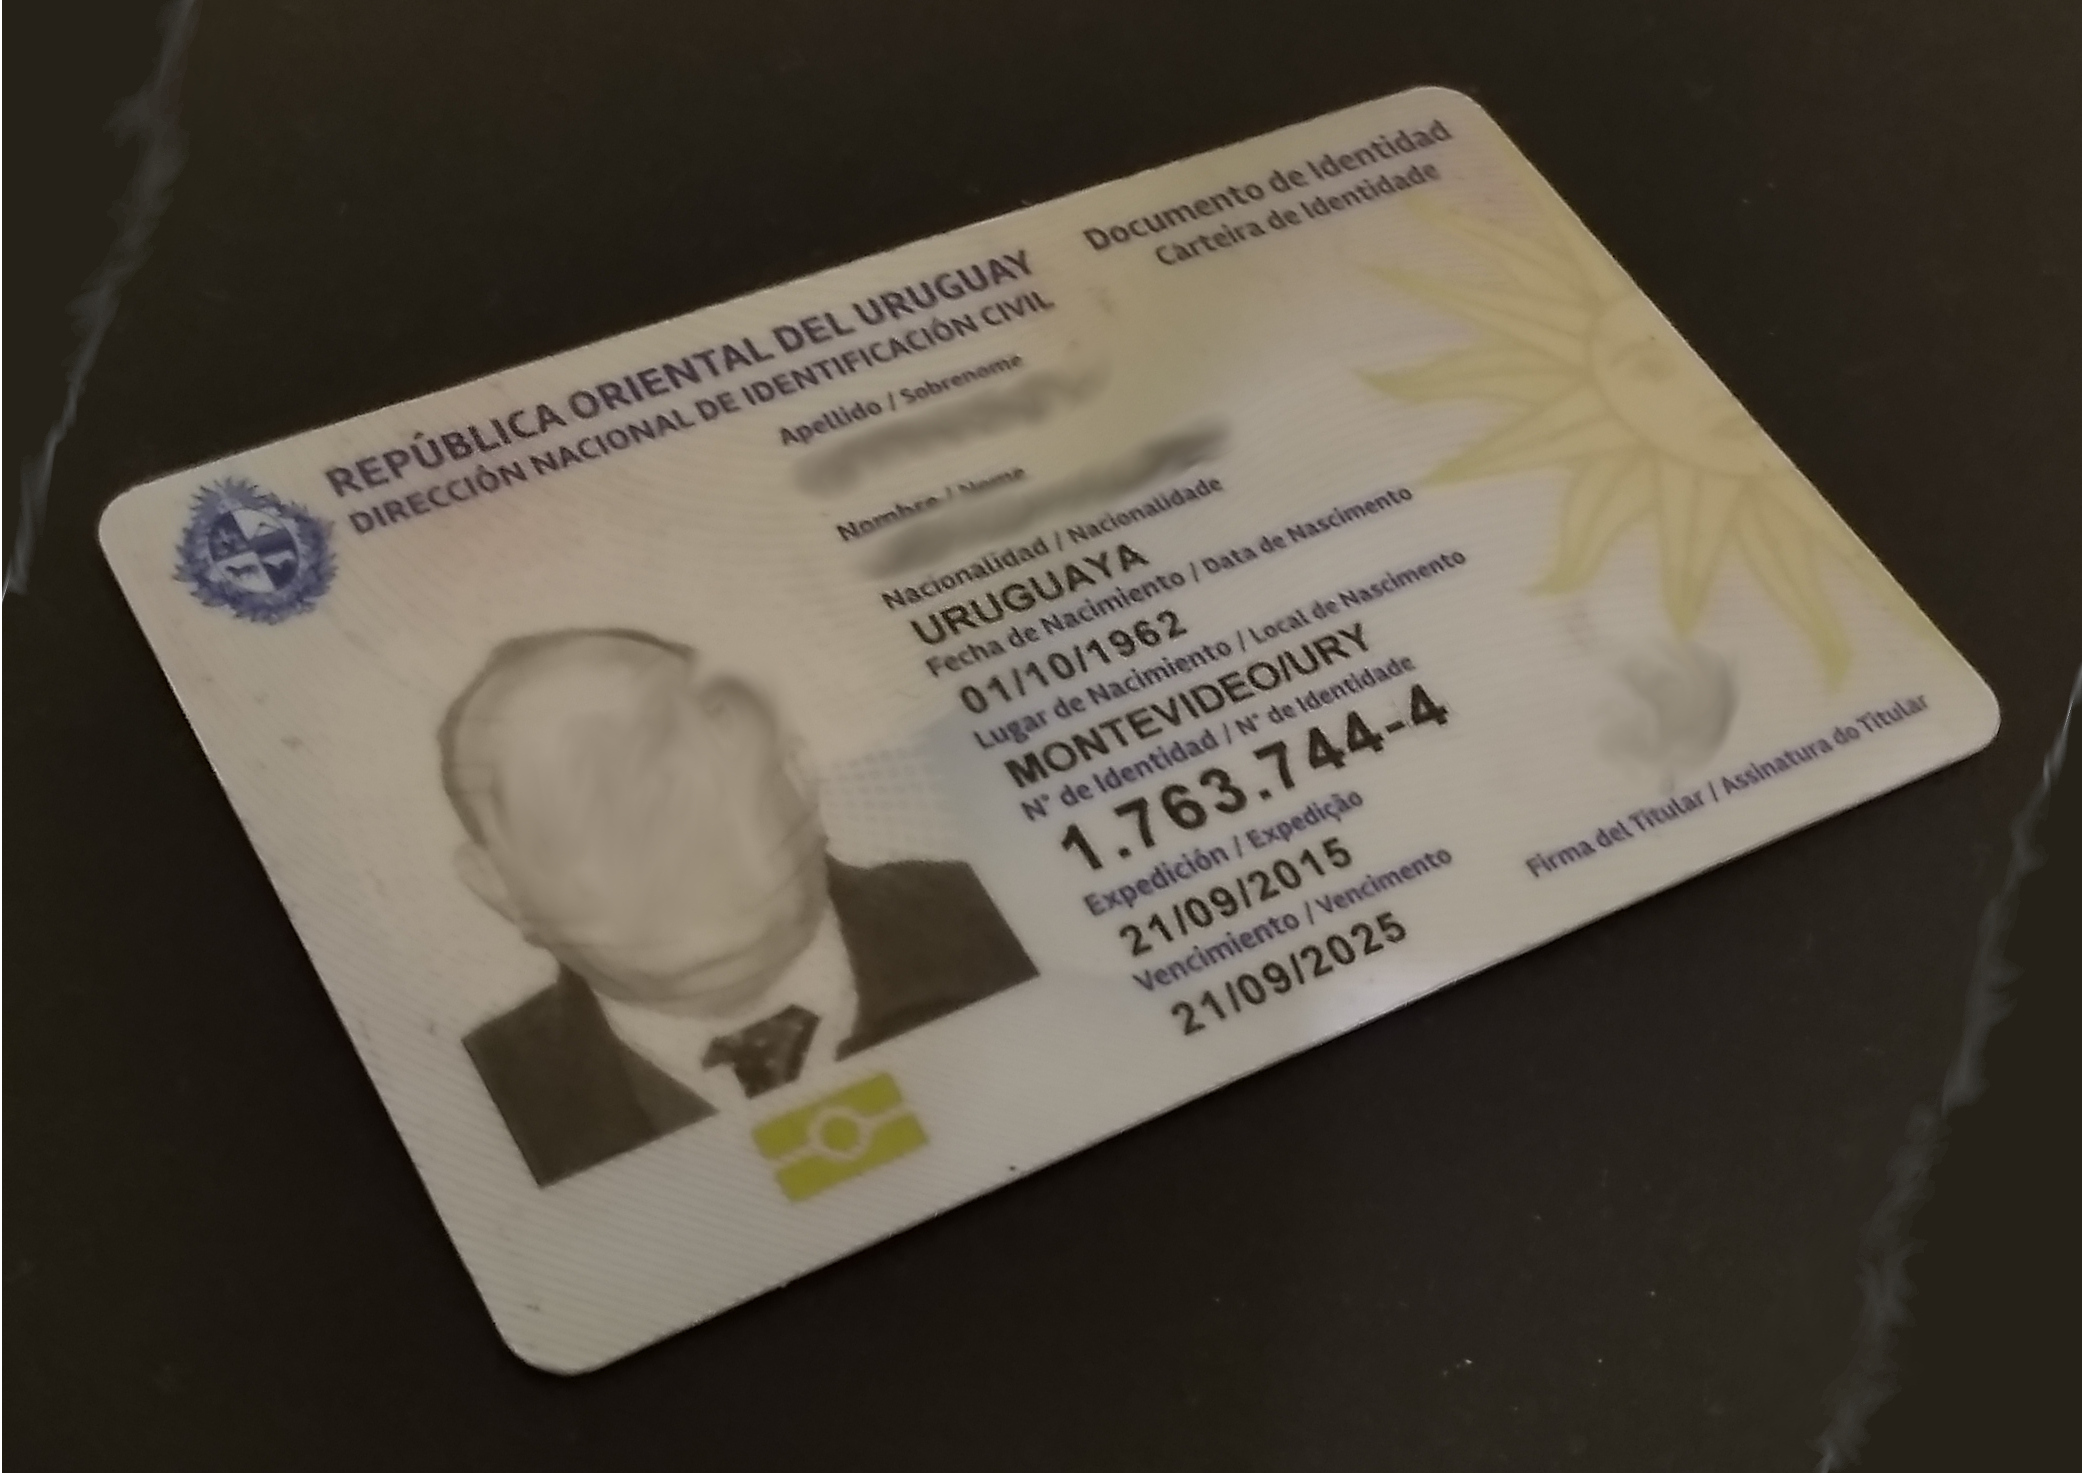 Documento de Identidad
Carteira de Identidade
REPÚBLICA ORIENTAL DEL URUGUAY
DIRECCIÓN NACIONAL DE IDENTIFICACIÓN CIVIL
Apellido / Sobrenome
Nombre / Nome
Nacionalidad / Nacionalidade
URUGUAYA
Fecha de Nacimiento / Data de Nascimento
01/10/1962
Lugar de Nacimiento / Local de Nascimento
MONTEVIDEO/URY
N° de Identidad / N° de Identidade
1.763.744-4
Expedición / Expedição
21/09/2015
Vencimiento / Vencimento
21/09/2025
Firma del Titular / Assinatura do Titular